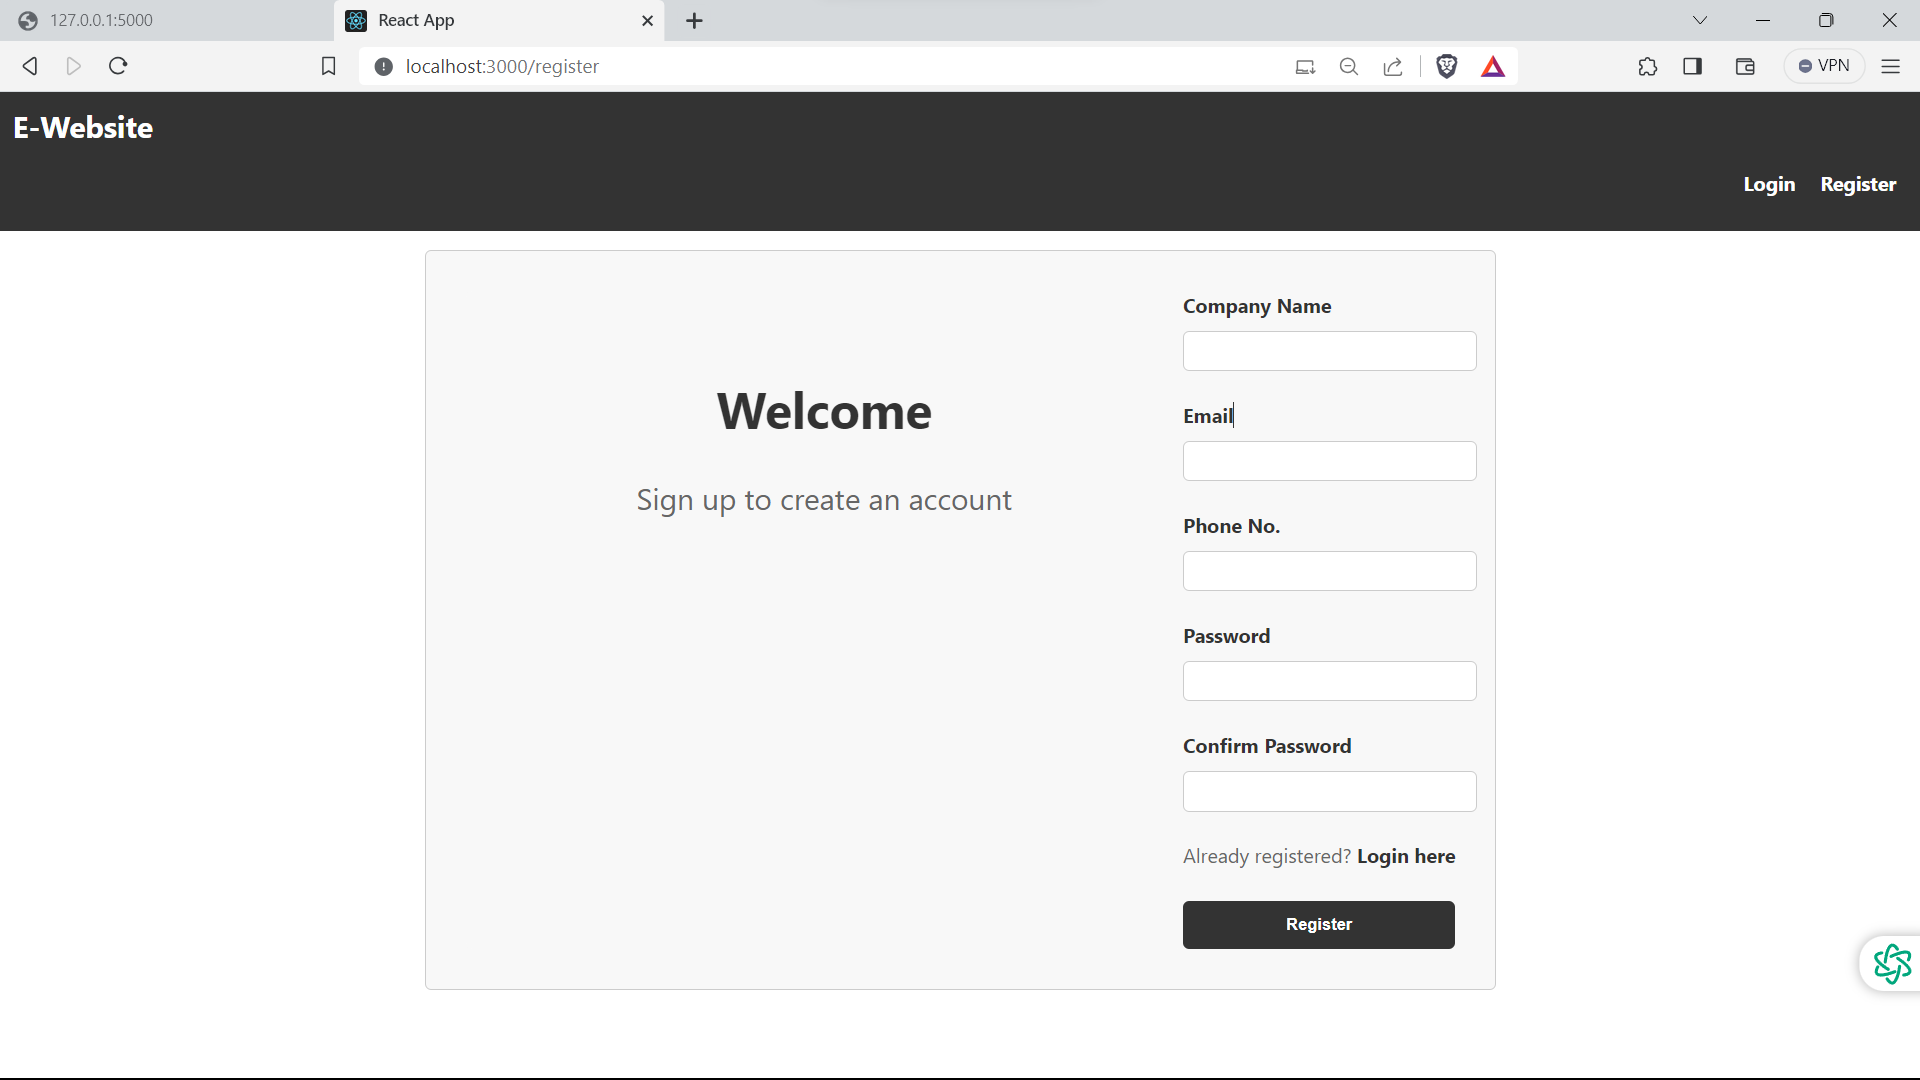 127.0.0.1:5000
React App
localhost:3000/register
VPN
E-Website
Login Register
Company Name
Email
Welcome
Sign up to create an account
Phone No.
Password
Confirm Password
Already registered? Login here
Register